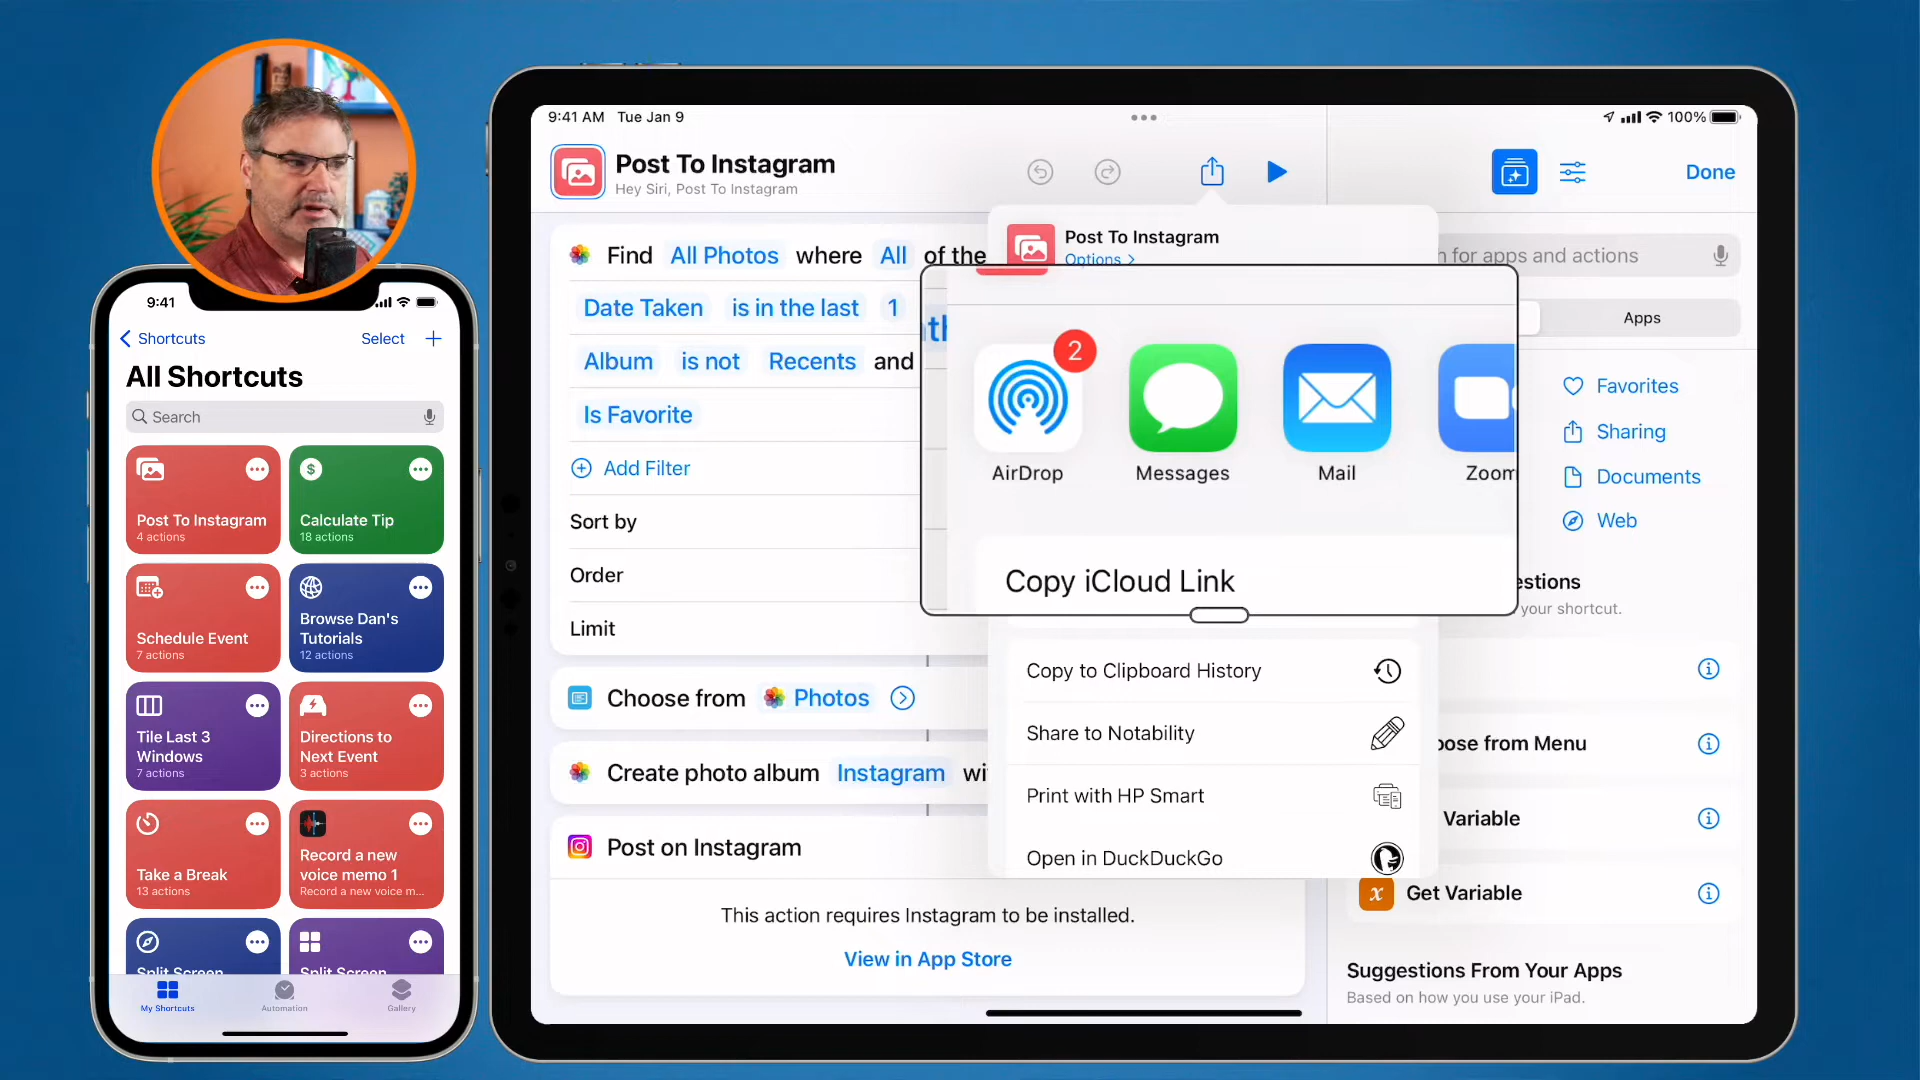 9:41
Shortcuts
Select
All Shortcuts
Search
Post To Instagram
4 actions
$
Calculate Tip
18 actions
Schedule Event
7 actions
Browse Dan's
Tutorials
12 actions
Tile Last 3
Windows
7 actions
Directions to
Next Event
3 actions
Take a Break
13 actions
Record a new
voice memo 1
Record a new voice m...
Split Screen
Split Screen
My Shortcuts
Automation
Gallery
9:41 AM Tue Jan 9
100%
Post To Instagram
Hey Siri, Post To Instagram
Done
Find All Photos where All of the
Date Taken is in the last 1
Album is not Recents and
Is Favorite
Add Filter
Sort by
Order
Limit
Choose from Photos
Create photo album Instagram wi
Post on Instagram
This action requires Instagram to be installed.
View in App Store
Post To Instagram
Options >
2
AirDrop
Messages
Mail
Zoom
Copy iCloud Link
Copy to Clipboard History
Share to Notability
Print with HP Smart
Open in DuckDuckGo
for apps and actions
Apps
Favorites
Sharing
Documents
Web
your shortcut.
from Menu
Variable
x Get Variable
Suggestions From Your Apps
Based on how you use your iPad.